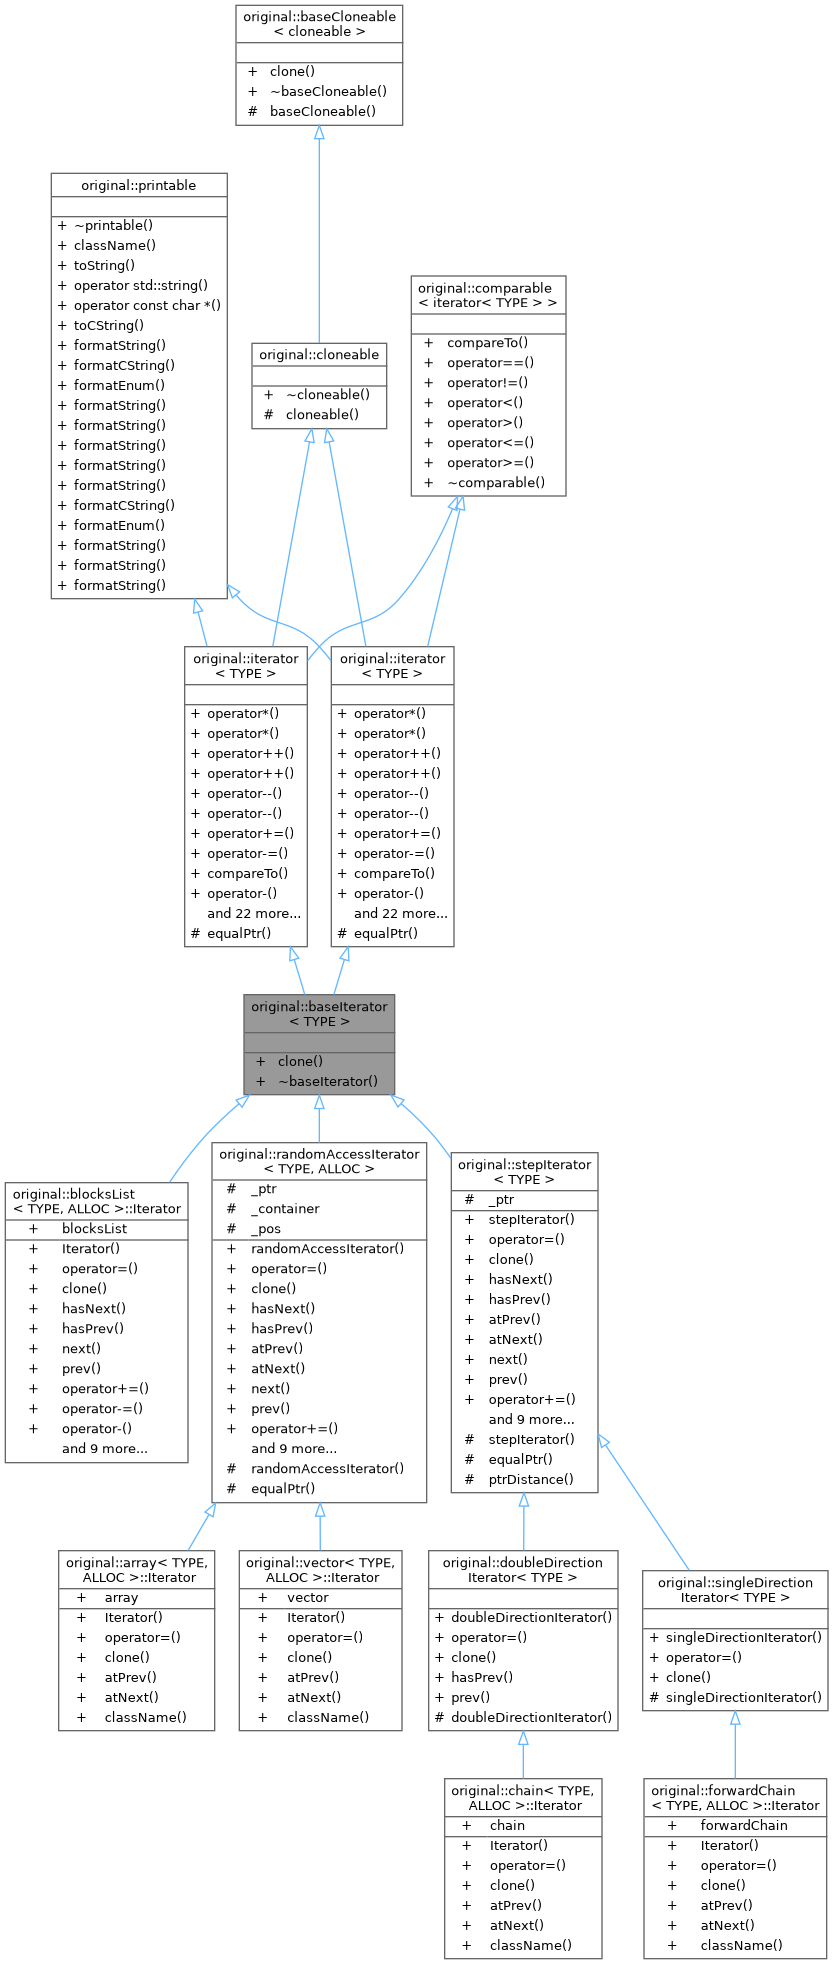 original::baseCloneable
< cloneable >
+ clone()
+ ~baseCloneable()
# baseCloneable()
original::printable
+ ~printable()
+ className()
+ toString()
+ operator std::string()
+ operator const char *()
+ toCString()
+ formatString()
+ formatCString()
+ formatEnum()
+ formatString()
+ formatString()
+ formatString()
+ formatString()
+ formatString()
+ formatCString()
+ formatEnum()
+ formatString()
+ formatString()
+ formatString()
original::comparable
< iterator< TYPE > >
+ compareTo()
+ operator==()
+ operator!=()
+ operator<()
+ operator>()
+ operator<=()
+ operator>=()
+ ~comparable()
original::cloneable
+ ~cloneable()
# cloneable()
original::iterator
< TYPE >
+ operator*()
+ operator*()
+ operator++()
+ operator++()
+ operator--()
+ operator--()
+ operator+=()
+ operator-=()
+ compareTo()
+ operator-()
and 22 more...
# equalPtr()
original::iterator
< TYPE >
+ operator*()
+ operator*()
+ operator++()
+ operator++()
+ operator--()
+ operator--()
+ operator+=()
+ operator-=()
+ compareTo()
+ operator-()
and 22 more...
# equalPtr()
original::baseIterator
< TYPE >
+ clone()
+ ~baseIterator()
original::blocksList
< TYPE, ALLOC >::Iterator
+ blocksList
+ Iterator()
+ operator=()
+ clone()
+ hasNext()
+ hasPrev()
+ next()
+ prev()
+ operator+=()
+ operator-=()
+ operator-()
and 9 more...
original::randomAccessIterator
< TYPE, ALLOC >
# _ptr
# _container
# _pos
+ randomAccessIterator()
+ operator=()
+ clone()
+ hasNext()
+ hasPrev()
+ atPrev()
+ atNext()
+ next()
+ prev()
+ operator+=()
and 9 more...
# randomAccessIterator()
# equalPtr()
original::stepIterator
< TYPE >
# _ptr
+ stepIterator()
+ operator=()
+ clone()
+ hasNext()
+ hasPrev()
+ atPrev()
+ atNext()
+ next()
+ prev()
+ operator+=()
and 9 more...
# stepIterator()
# equalPtr()
# ptrDistance()
original::array< TYPE,
ALLOC >::Iterator
+ array
+ Iterator()
+ operator=()
+ clone()
+ atPrev()
+ atNext()
+ className()
original::vector< TYPE,
ALLOC >::Iterator
+ vector
+ Iterator()
+ operator=()
+ clone()
+ atPrev()
+ atNext()
+ className()
original::doubleDirection
Iterator< TYPE >
+ doubleDirectionIterator()
+ operator=()
+ clone()
+ hasPrev()
+ prev()
# doubleDirectionIterator()
original::singleDirection
Iterator< TYPE >
+ singleDirectionIterator()
+ operator=()
+ clone()
# singleDirectionIterator()
original::chain< TYPE,
ALLOC >::Iterator
+ chain
+ Iterator()
+ operator=()
+ clone()
+ atPrev()
+ atNext()
+ className()
original::forwardChain
< TYPE, ALLOC >::Iterator
+ forwardChain
+ Iterator()
+ operator=()
+ clone()
+ atPrev()
+ atNext()
+ className()